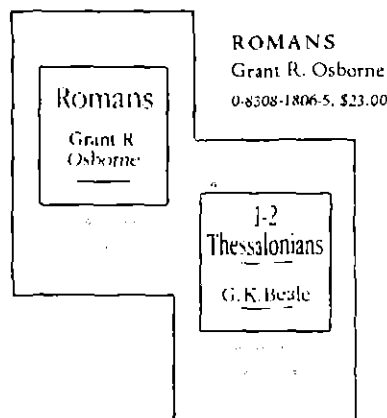 ROMANS
Grant R. Osborne
0-8308-1806-5, $23.00
Romans
Grant R
Osborne
1-2
Thessalonians
G. K. Beale